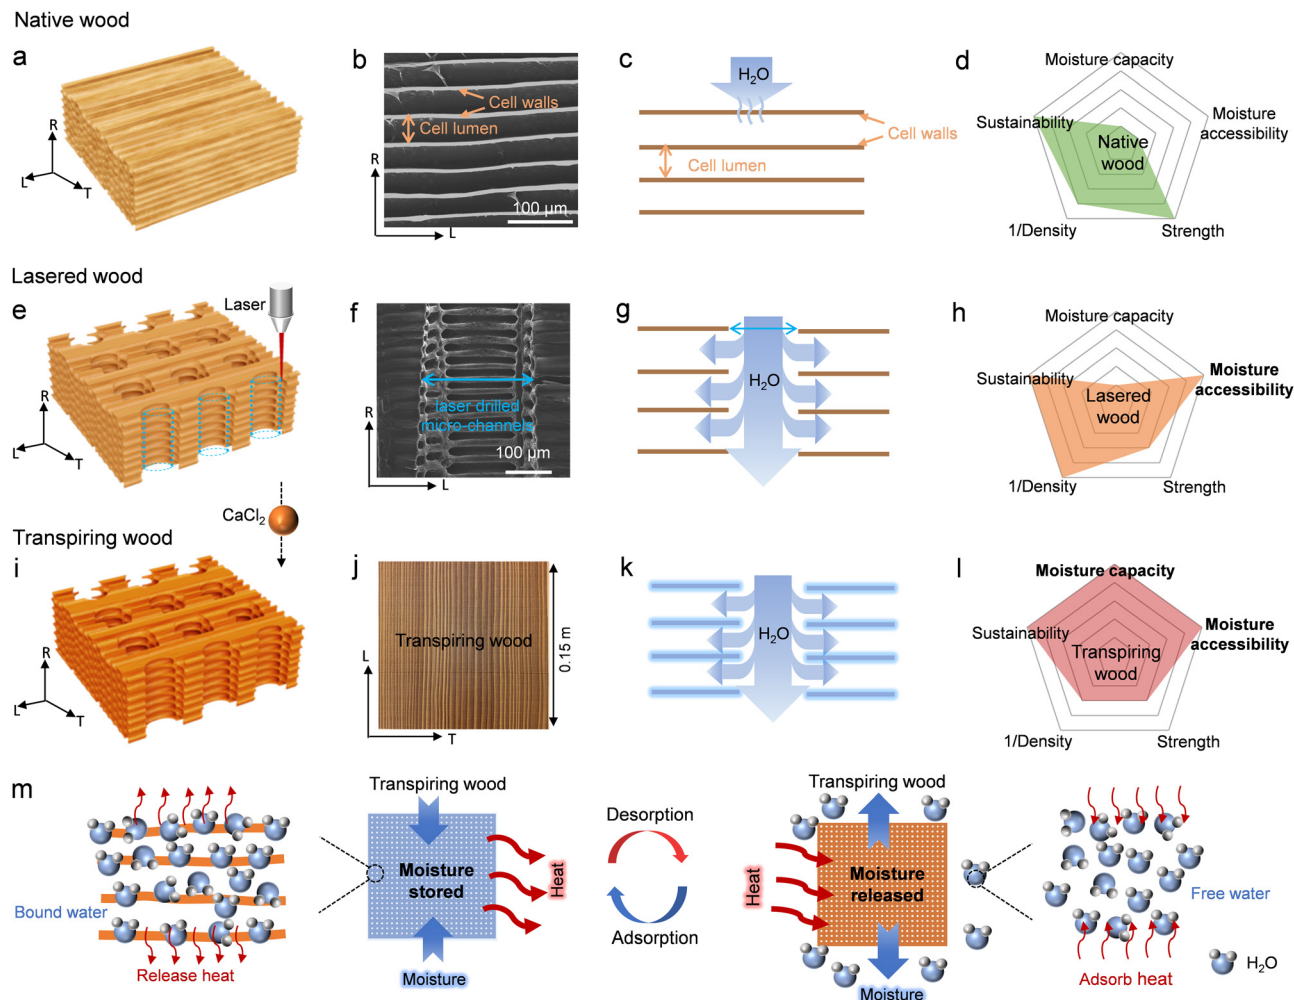 Native wood
a
R
L
T
b
Cell walls
Cell lumen
100 μm
R
L
c
H₂O
Cell walls
Cell lumen
d
Moisture capacity
Sustainability
Moisture
accessibility
Native
wood
1/Density
Strength
Lasered wood
e
Laser
R
L
T
f
laser drilled
micro-channels
100 μm
R
L
g
H₂O
h
Moisture capacity
Sustainability
Moisture
accessibility
Lasered
wood
1/Density
Strength
CaCl₂
Transpiring wood
i
R
L
T
j
Transpiring wood
0.15 m
L
T
k
H₂O
l
Moisture capacity
Sustainability
Moisture
accessibility
Transpiring
wood
1/Density
Strength
m
Bound water
Release heat
Transpiring wood
Moisture
stored
Heat
Moisture
Desorption
Adsorption
Transpiring wood
Heat
Moisture
released
Moisture
Free water
Adsorb heat
H₂O